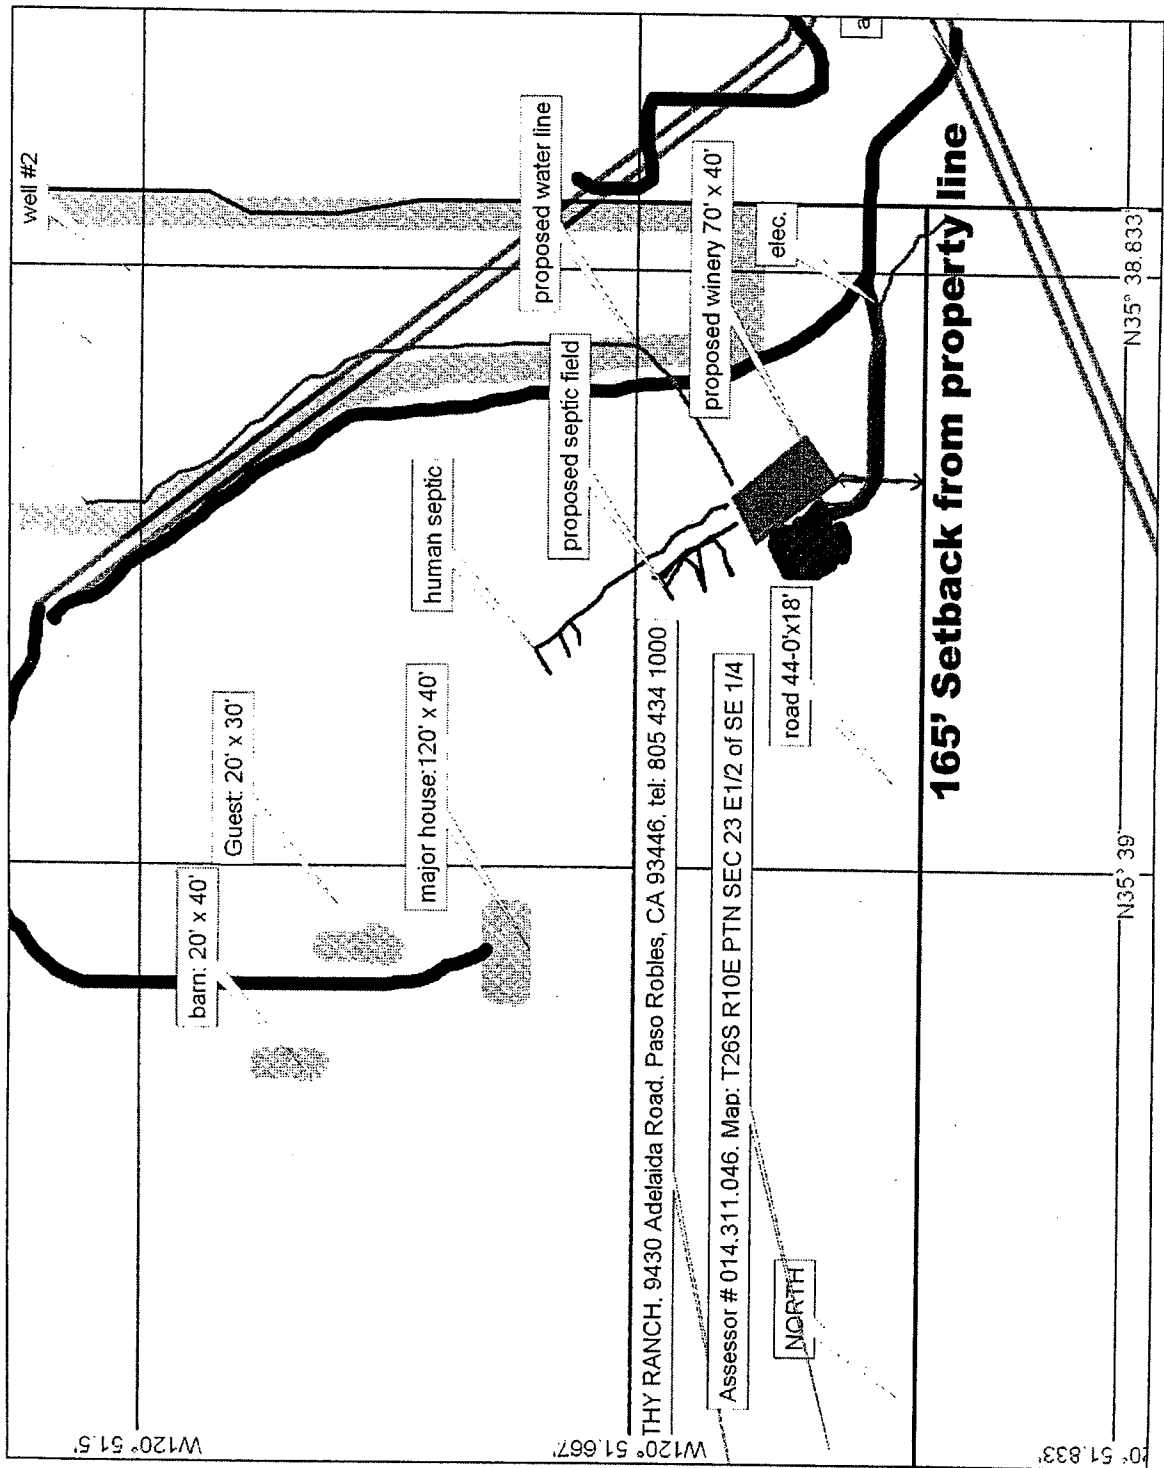 well #2
proposed water line
proposed winery 70' x 40'
elec.
a
proposed septic field
human septic
165' Setback from property line
N35° 38.833'
road 44-0'x18'
Guest: 20' x 30'
major house:120' x 40'
barn: 20' x 40'
N35° 39'
THY RANCH, 9430 Adelaida Road. Paso Robles, CA 93446, tel: 805 434 1000
Assessor # 014.311.046. Map: T26S R10E PTN SEC 23 E1/2 of SE 1/4
NORTH
W120° 51.5'
W120° 51.667'
0° 51.833'